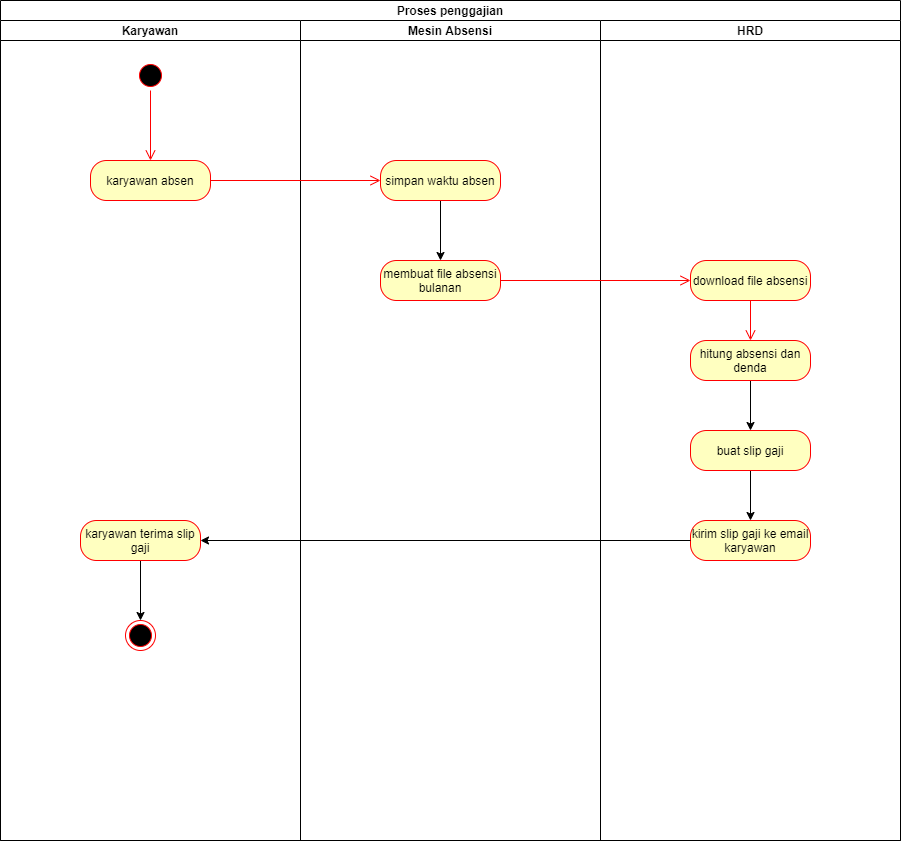 Proses penggajian
Karyawan
Mesin Absensi
HRD
karyawan absen
simpan waktu absen
membuat file absensi
bulanan
download file absensi
hitung absensi dan
denda
buat slip gaji
karyawan terima slip
gaji
kirim slip gaji ke email
karyawan